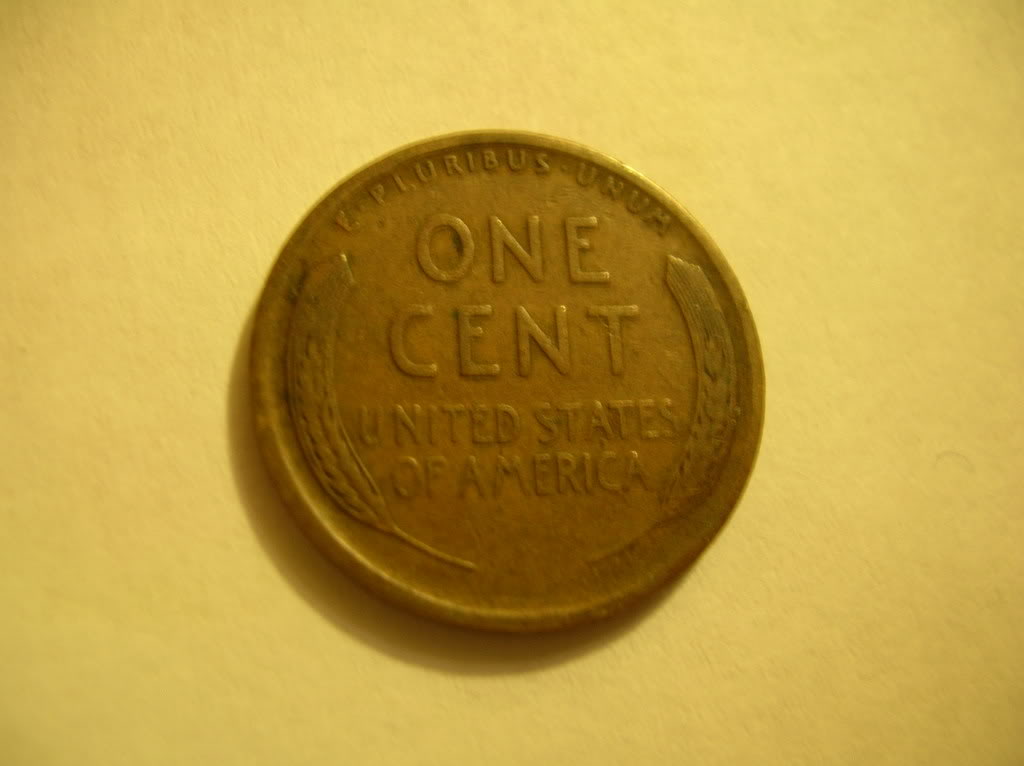 E·PLURIBUS·UNUM
ONE
CENT
UNITED STATES
OF AMERICA